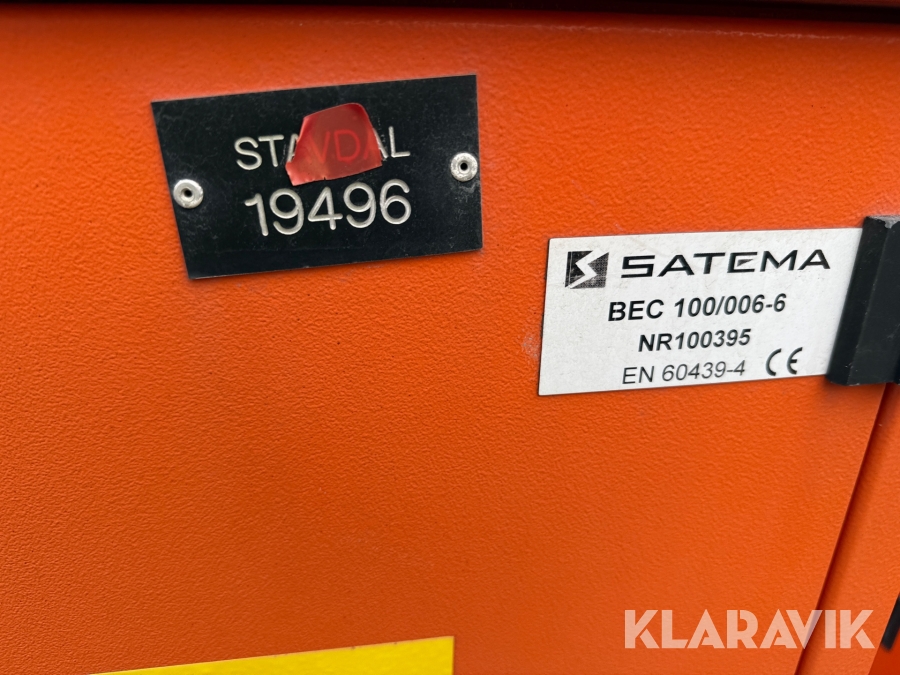 STAVDAL
19496
SATEMA
BEC 100/006-6
NR100395
EN 60439-4 CE
KLARAVIK